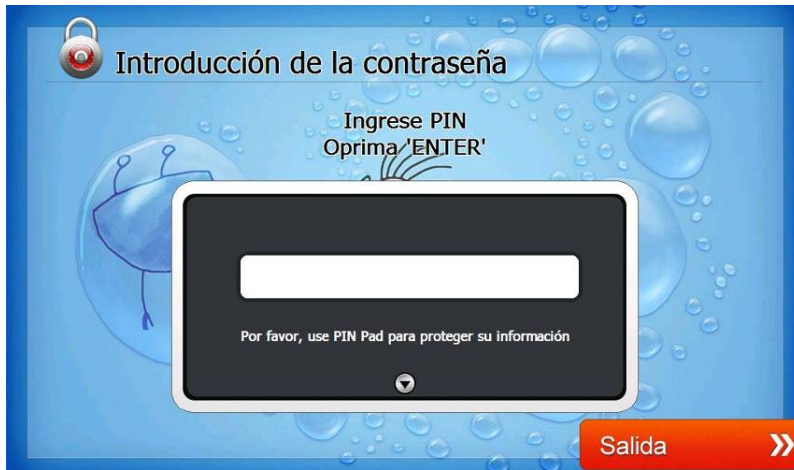 Introducción de la contraseña
Ingrese PIN
Oprima 'ENTER'
Por favor, use PIN Pad para proteger su información
Salida